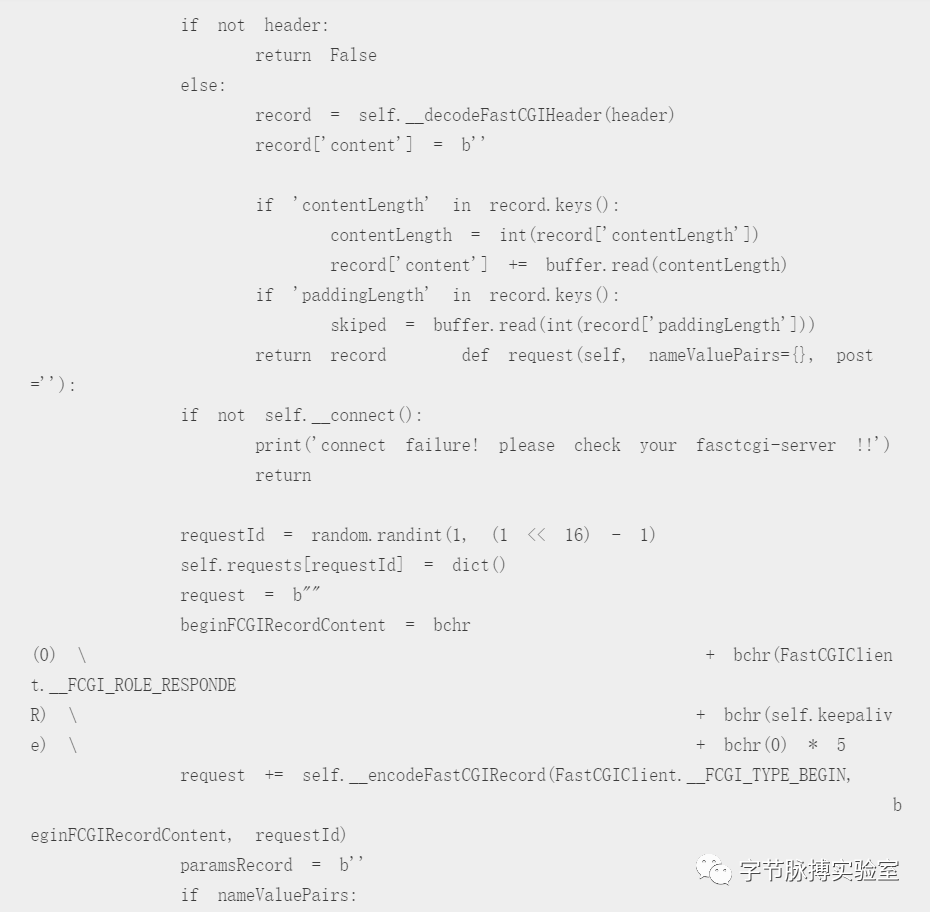 if not header:
return False
else:
record = self.__decodeFastCGIHeader(header)
record['content'] = b''
if 'contentLength' in record.keys():
contentLength = int(record['contentLength'])
record['content'] += buffer.read(contentLength)
if 'paddingLength' in record.keys():
skiped = buffer.read(int(record['paddingLength']))
return record def request(self, nameValuePairs={}, post
=''):
if not self.__connect():
print('connect failure! please check your fasctcgi-server !!')
return
requestId = random.randint(1, (1 << 16) - 1)
self.requests[requestId] = dict()
request = b""
beginFCGIRecordContent = bchr
(0) \ + bchr(FastCGIClien
t.__FCGI_ROLE_RESPONDE
R) \ + bchr(self.keepaliv
e) \ + bchr(0) * 5
request += self.__encodeFastCGIRecord(FastCGIClient.__FCGI_TYPE_BEGIN,
b
eginFCGIRecordContent, requestId)
paramsRecord = b''
if nameValuePairs:
字节脉搏实验室